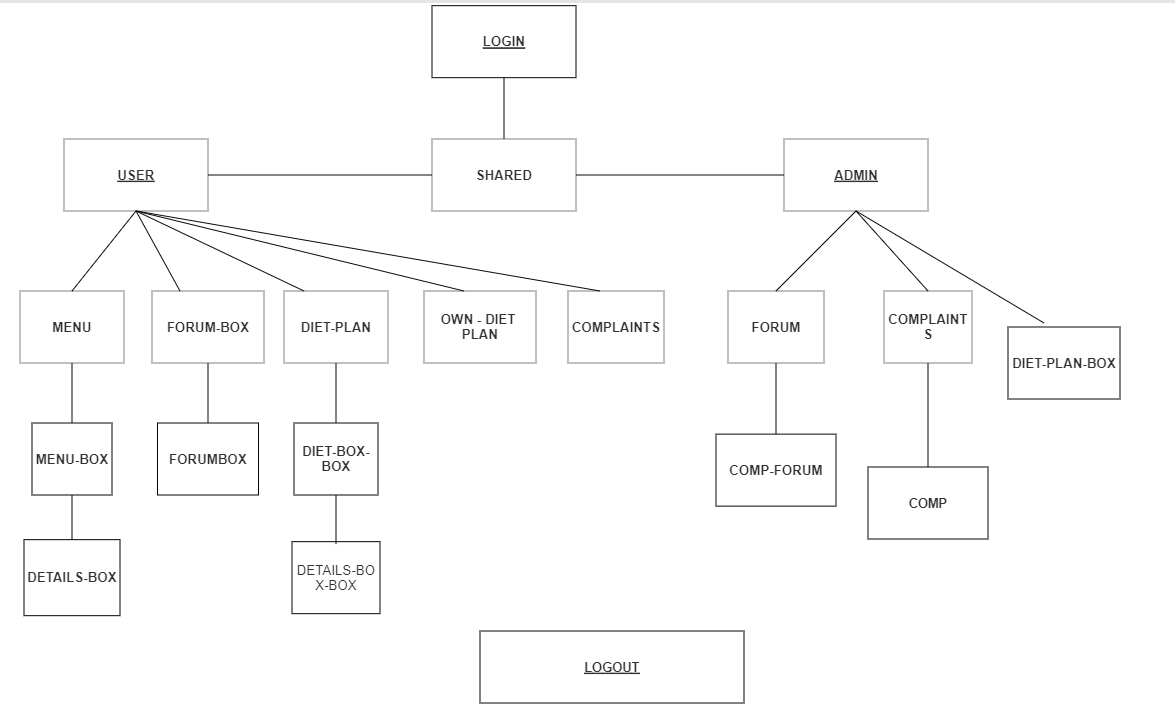 LOGIN
USER
SHARED
ADMIN
MENU
FORUM-BOX
DIET-PLAN
OWN - DIET
PLAN
COMPLAINTS
FORUM
COMPLAINT
S
DIET-PLAN-BOX
MENU-BOX
FORUMBOX
DIET-BOX-
BOX
COMP-FORUM
COMP
DETAILS-BOX
DETAILS-BO
X-BOX
LOGOUT